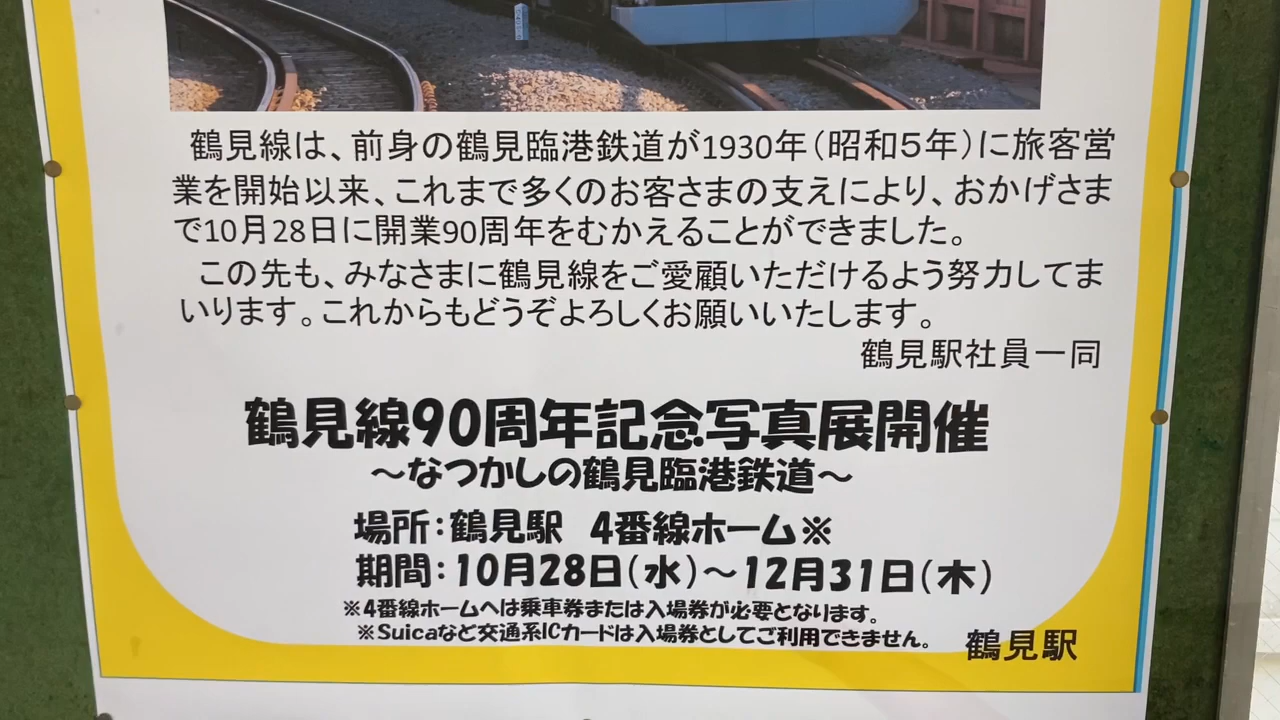 鶴見線は、前身の鶴見臨港鉄道が1930年（昭和５年）に旅客営
業を開始以来、これまで多くのお客さまの支えにより、おかげさま
で10月28日に開業90周年をむかえることができました。
この先も、みなさまに鶴見線をご愛顧いただけるよう努力してま
いります。これからもどうぞよろしくお願いいたします。
鶴見駅社員一同
鶴見線90周年記念写真展開催
～なつかしの鶴見臨港鉄道～
場所：鶴見駅　4番線ホーム※
期間：10月28日（水）～12月31日（木）
※4番線ホームへは乗車券または入場券が必要となります。
※Suicaなど交通系ICカードは入場券としてご利用できません。
鶴見駅